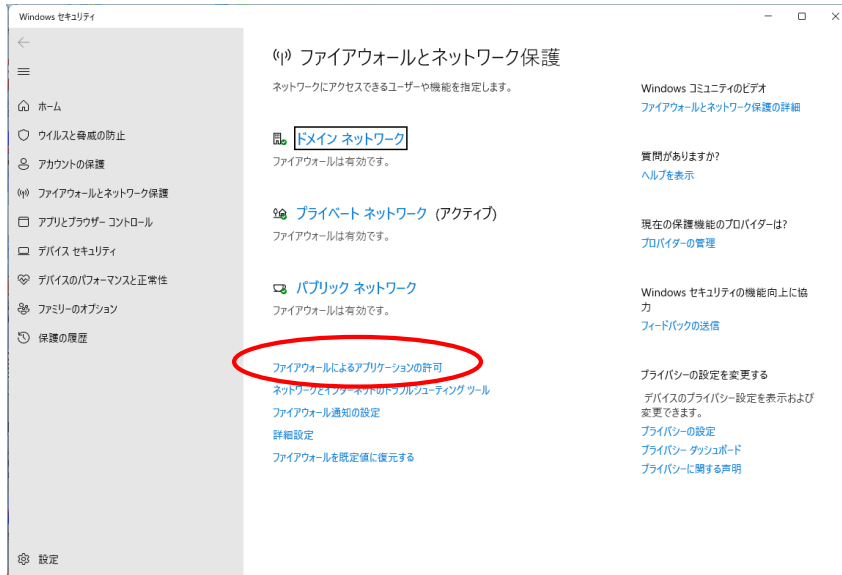 Windows セキュリティ
ホーム
ウイルスと脅威の防止
アカウントの保護
ファイアウォールとネットワーク保護
アプリとブラウザー コントロール
デバイス セキュリティ
デバイスのパフォーマンスと正常性
ファミリーのオプション
保護の履歴
設定
ファイアウォールとネットワーク保護
ネットワークにアクセスできるユーザーや機能を指定します。
ドメイン ネットワーク
ファイアウォールは有効です。
プライベート ネットワーク (アクティブ)
ファイアウォールは有効です。
パブリック ネットワーク
ファイアウォールは有効です。
ファイアウォールによるアプリケーションの許可
ネットワークとインターネットのトラブルシューティング ツール
ファイアウォール通知の設定
詳細設定
ファイアウォールを既定値に復元する
Windows コミュニティのビデオ
ファイアウォールとネットワーク保護の詳細
質問がありますか?
ヘルプを表示
現在の保護機能のプロバイダーは?
プロバイダーの管理
Windows セキュリティの機能向上に協
力
フィードバックの送信
プライバシーの設定を変更する
デバイスのプライバシー設定を表示および
変更できます。
プライバシーの設定
プライバシー ダッシュボード
プライバシーに関する声明